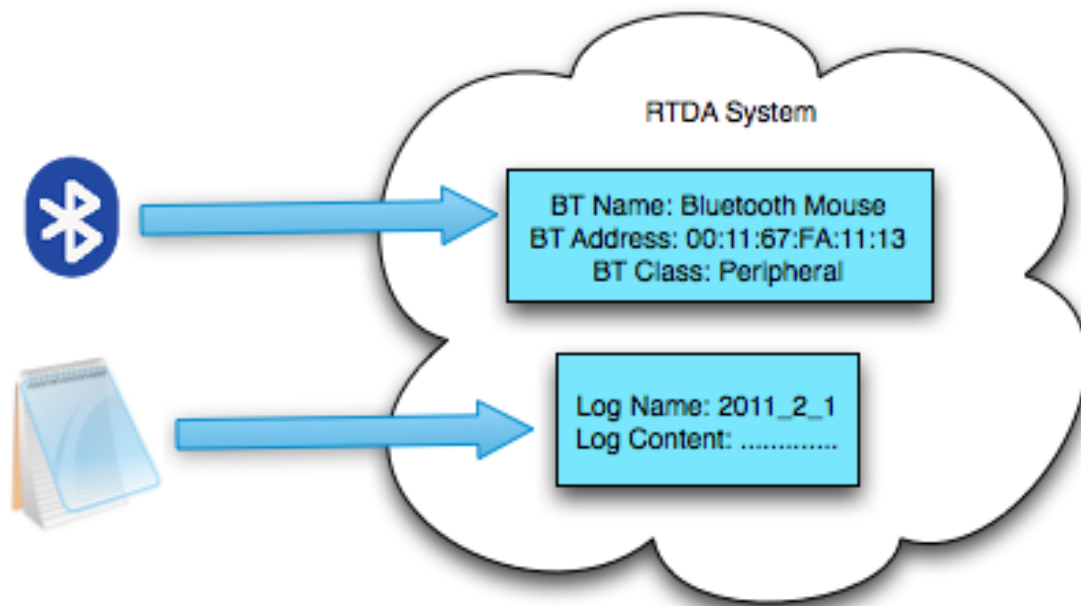 RTDA System
BT Name: Bluetooth Mouse
BT Address: 00:11:67:FA:11:13
BT Class: Peripheral
Log Name: 2011_2_1
Log Content: .............